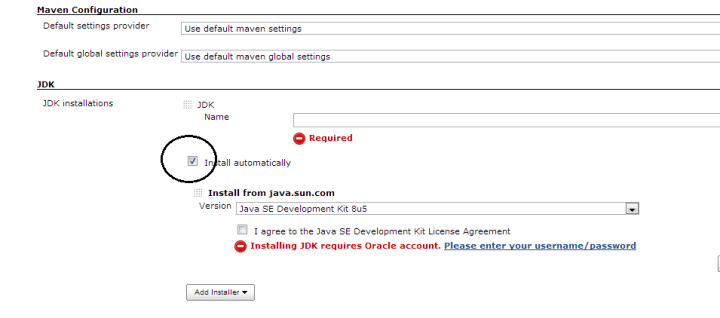 Maven Configuration
Default settings provider Use default maven settings
Default global settings provider Use default maven global settings
JDK
JDK installations JDK
Name
Required
Install automatically
Install from java.sun.com
Version Java SE Development Kit 8u5
I agree to the Java SE Development Kit License Agreement
Installing JDK requires Oracle account. Please enter your username/password
Add Installer